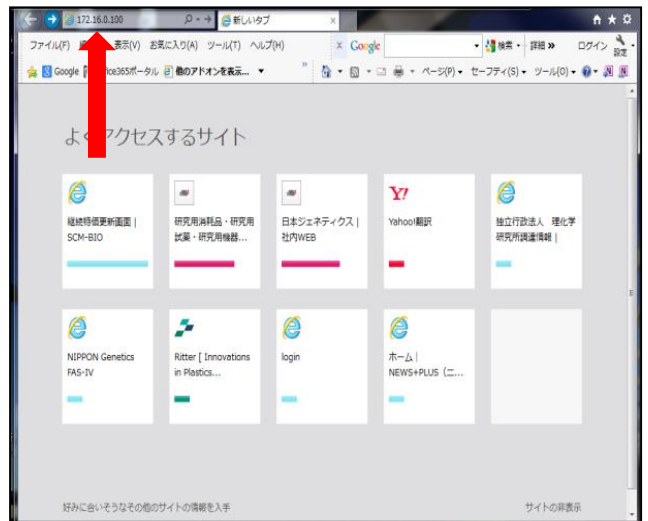 172.16.0.100
新しいタブ
ファイル(F) 表示(V) お気に入り(A) ツール(T) ヘルプ(H)
Google
検索 詳細 » ログイン 設定
Google
365ポータル 他のアドオンを表示...
ページ(P) セーフティ(S) ツール(O)
よく アクセスするサイト
継続特価更新画面 |
SCM-BIO
研究用消耗品・研究用
試薬・研究用機器...
日本ジェネティクス |
社内WEB
Yahoo!翻訳
独立行政法人 理化学
研究所調達情報 |
NIPPON Genetics
FAS-IV
Ritter [ Innovations
in Plastics...
login
ホーム |
NEWS+PLUS (ニ...
好みに合いそうなその他のサイトの情報を入手
サイトの非表示